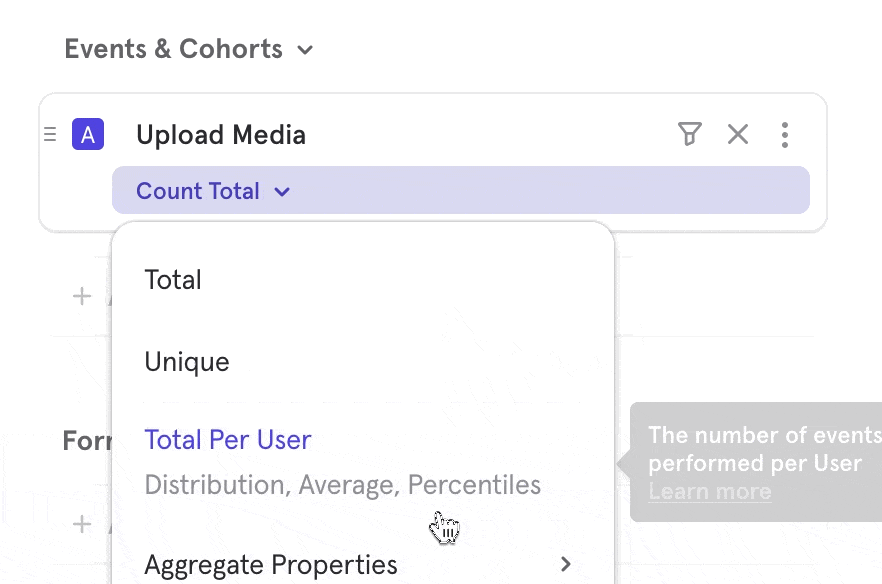 Events & Cohorts
A
Upload Media
Count Total
Total
Unique
Total Per User
Distribution, Average, Percentiles
Aggregate Properties
The number of events
performed per User
Learn more